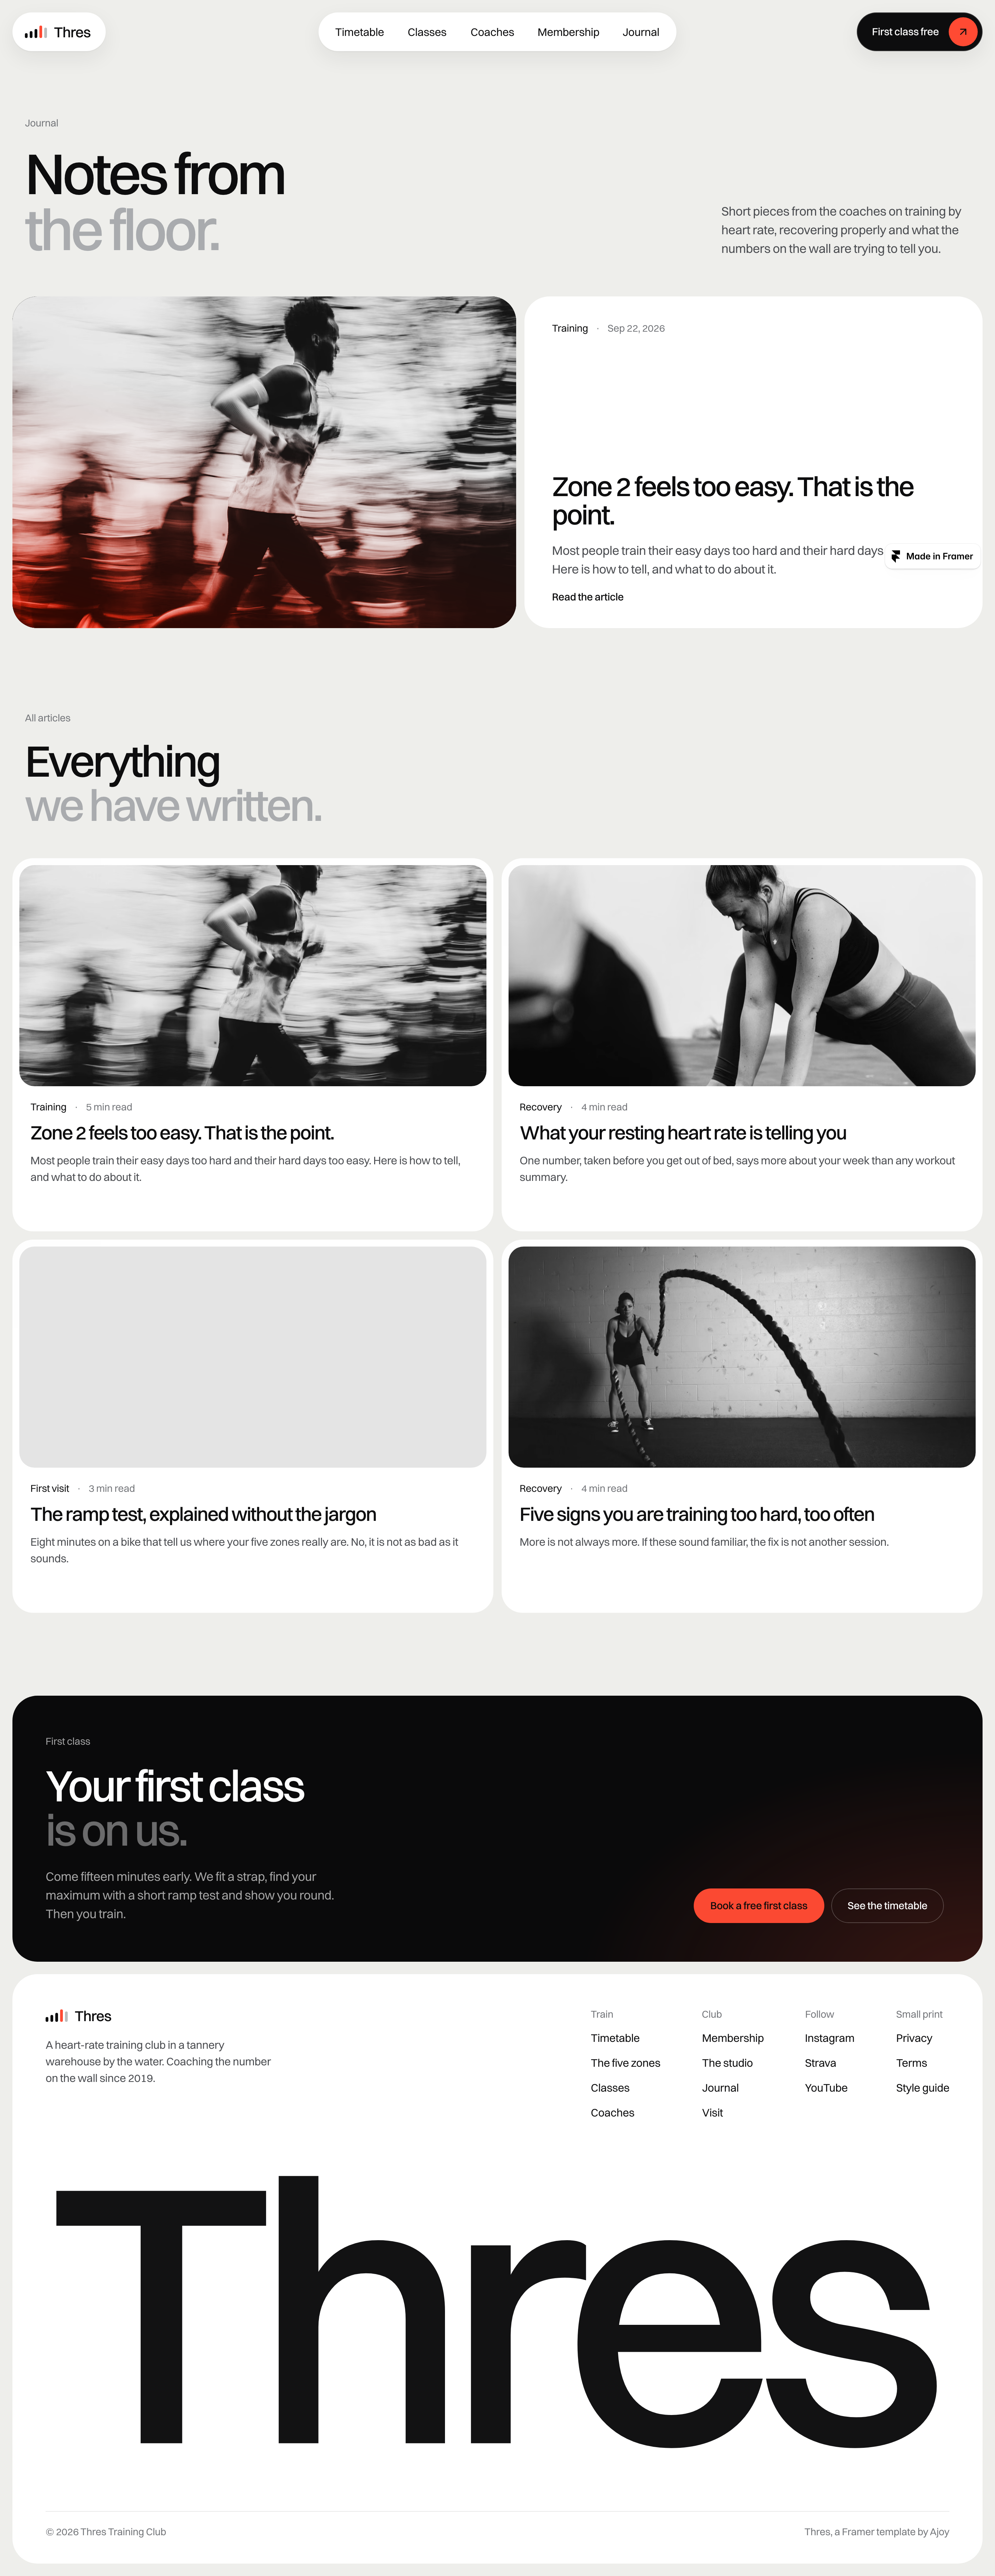 Thres
Timetable
Classes
Coaches
Membership
Journal
First class free
Journal
Notes from
the floor.
Short pieces from the coaches on training by
heart rate, recovering properly and what the
numbers on the wall are trying to tell you.
Training · Sep 22, 2026
Zone 2 feels too easy. That is the
point.
Most people train their easy days too hard and their hard days
Here is how to tell, and what to do about it.
Made in Framer
Read the article
All articles
Everything
we have written.
Training · 5 min read
Zone 2 feels too easy. That is the point.
Most people train their easy days too hard and their hard days too easy. Here is how to tell,
and what to do about it.
Recovery · 4 min read
What your resting heart rate is telling you
One number, taken before you get out of bed, says more about your week than any workout
summary.
First visit · 3 min read
The ramp test, explained without the jargon
Eight minutes on a bike that tell us where your five zones really are. No, it is not as bad as it
sounds.
Recovery · 4 min read
Five signs you are training too hard, too often
More is not always more. If these sound familiar, the fix is not another session.
First class
Your first class
is on us.
Come fifteen minutes early. We fit a strap, find your
maximum with a short ramp test and show you round.
Then you train.
Book a free first class
See the timetable
Thres
A heart-rate training club in a tannery
warehouse by the water. Coaching the number
on the wall since 2019.
Train
Timetable
The five zones
Classes
Coaches
Club
Membership
The studio
Journal
Visit
Follow
Instagram
Strava
YouTube
Small print
Privacy
Terms
Style guide
Thres
© 2026 Thres Training Club
Thres, a Framer template by Ajoy